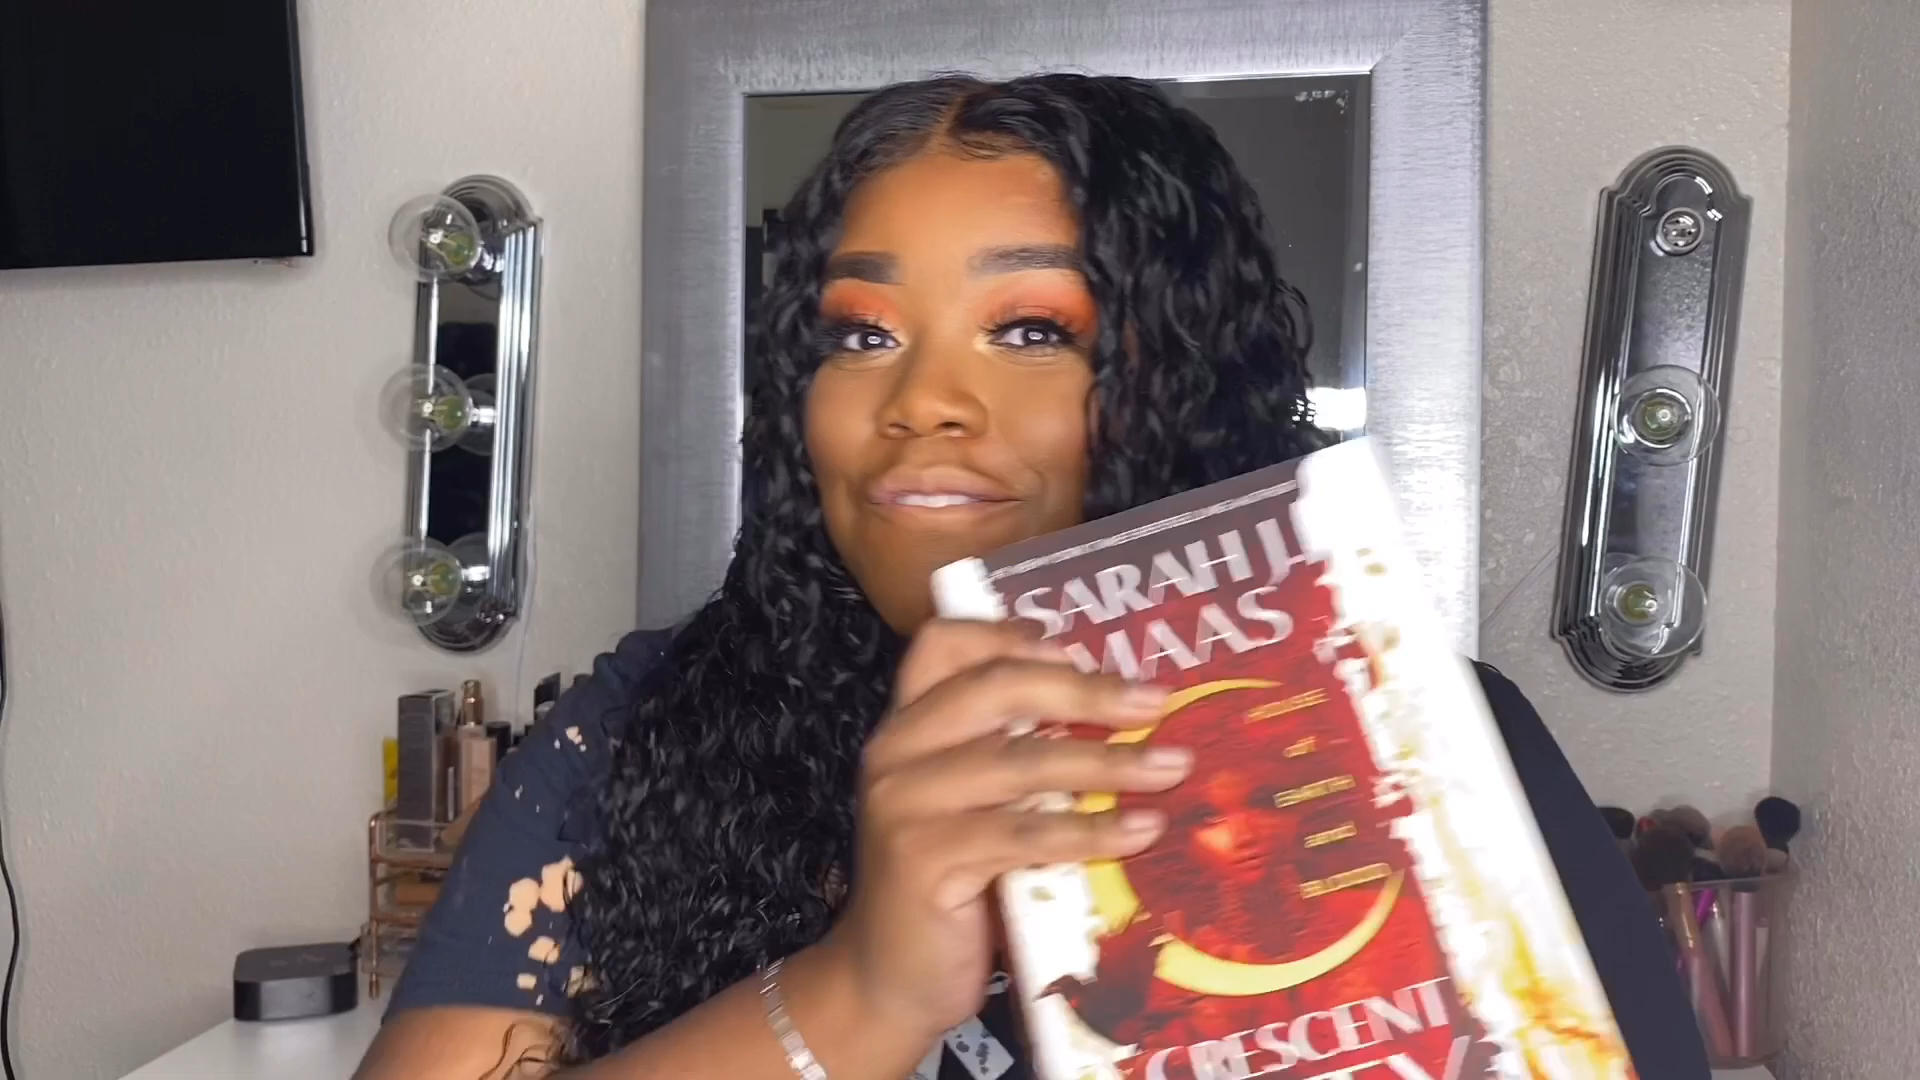 SARAH J.
MAAS
HOUSE
of
EARTH
and
BLOOD
CRESCENT